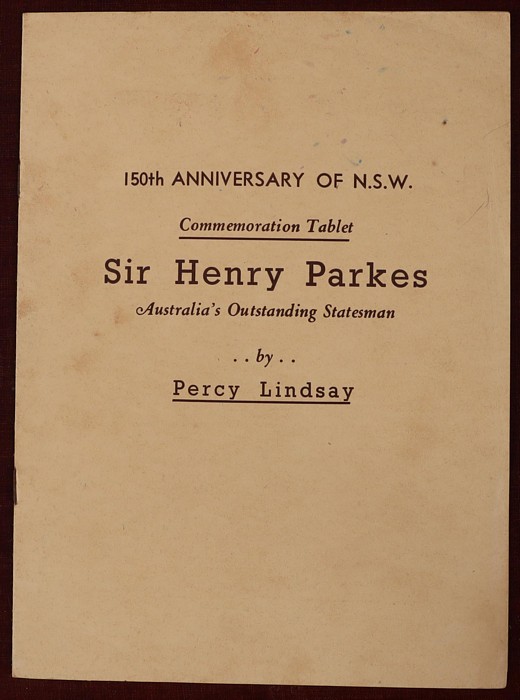 150th ANNIVERSARY OF N.S.W.
Commemoration Tablet
Sir Henry Parkes
Australia's Outstanding Statesman
. . by . .
Percy Lindsay